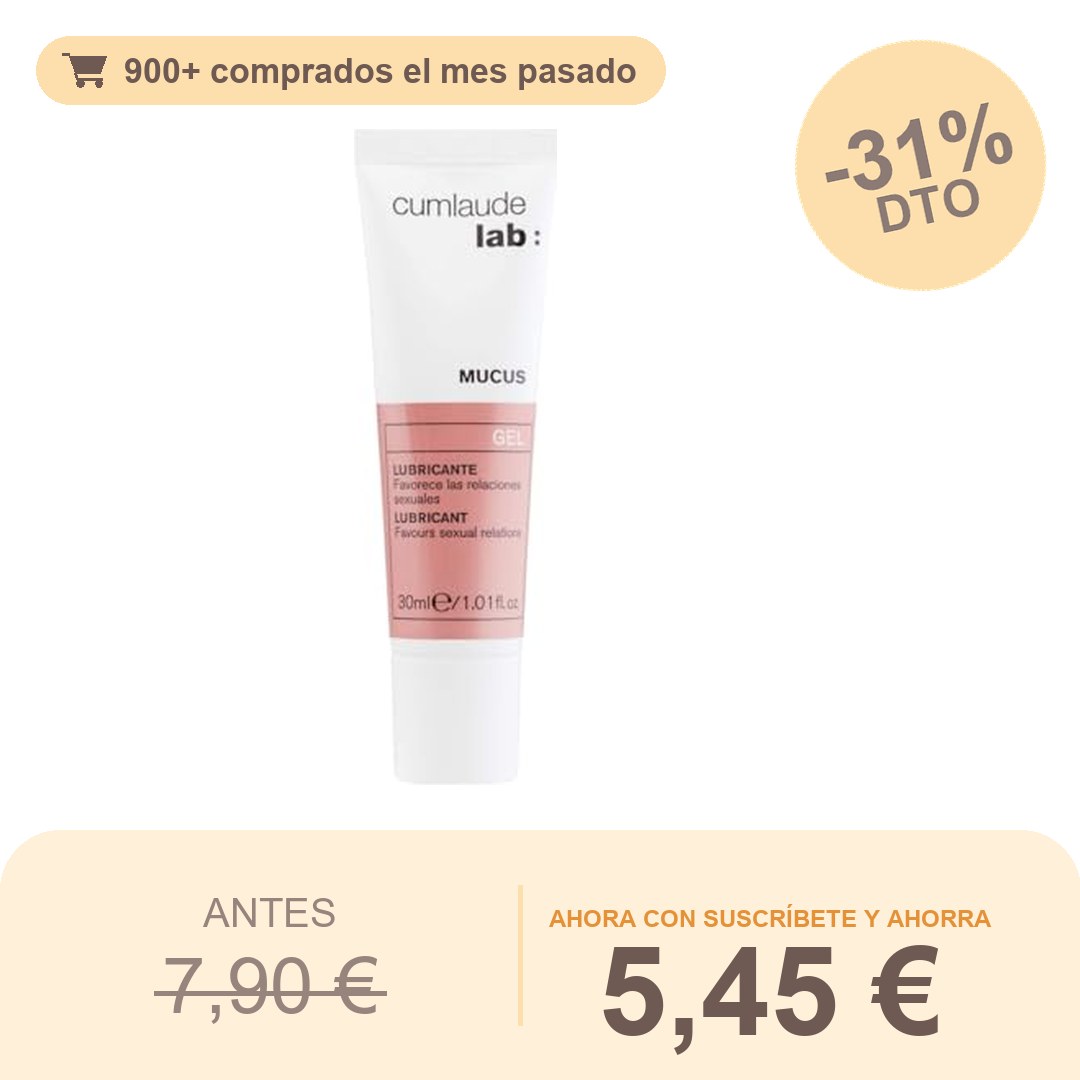 900+ comprados el mes pasado
-31%
DTO
cumlaude
lab:
MUCUS
GEL
LUBRICANTE
Favorece las relaciones
sexuales
LUBRICANT
Favours sexual relations
30ml℮/1.01fl.oz
ANTES
7,90 €
AHORA CON SUSCRÍBETE Y AHORRA
5,45 €